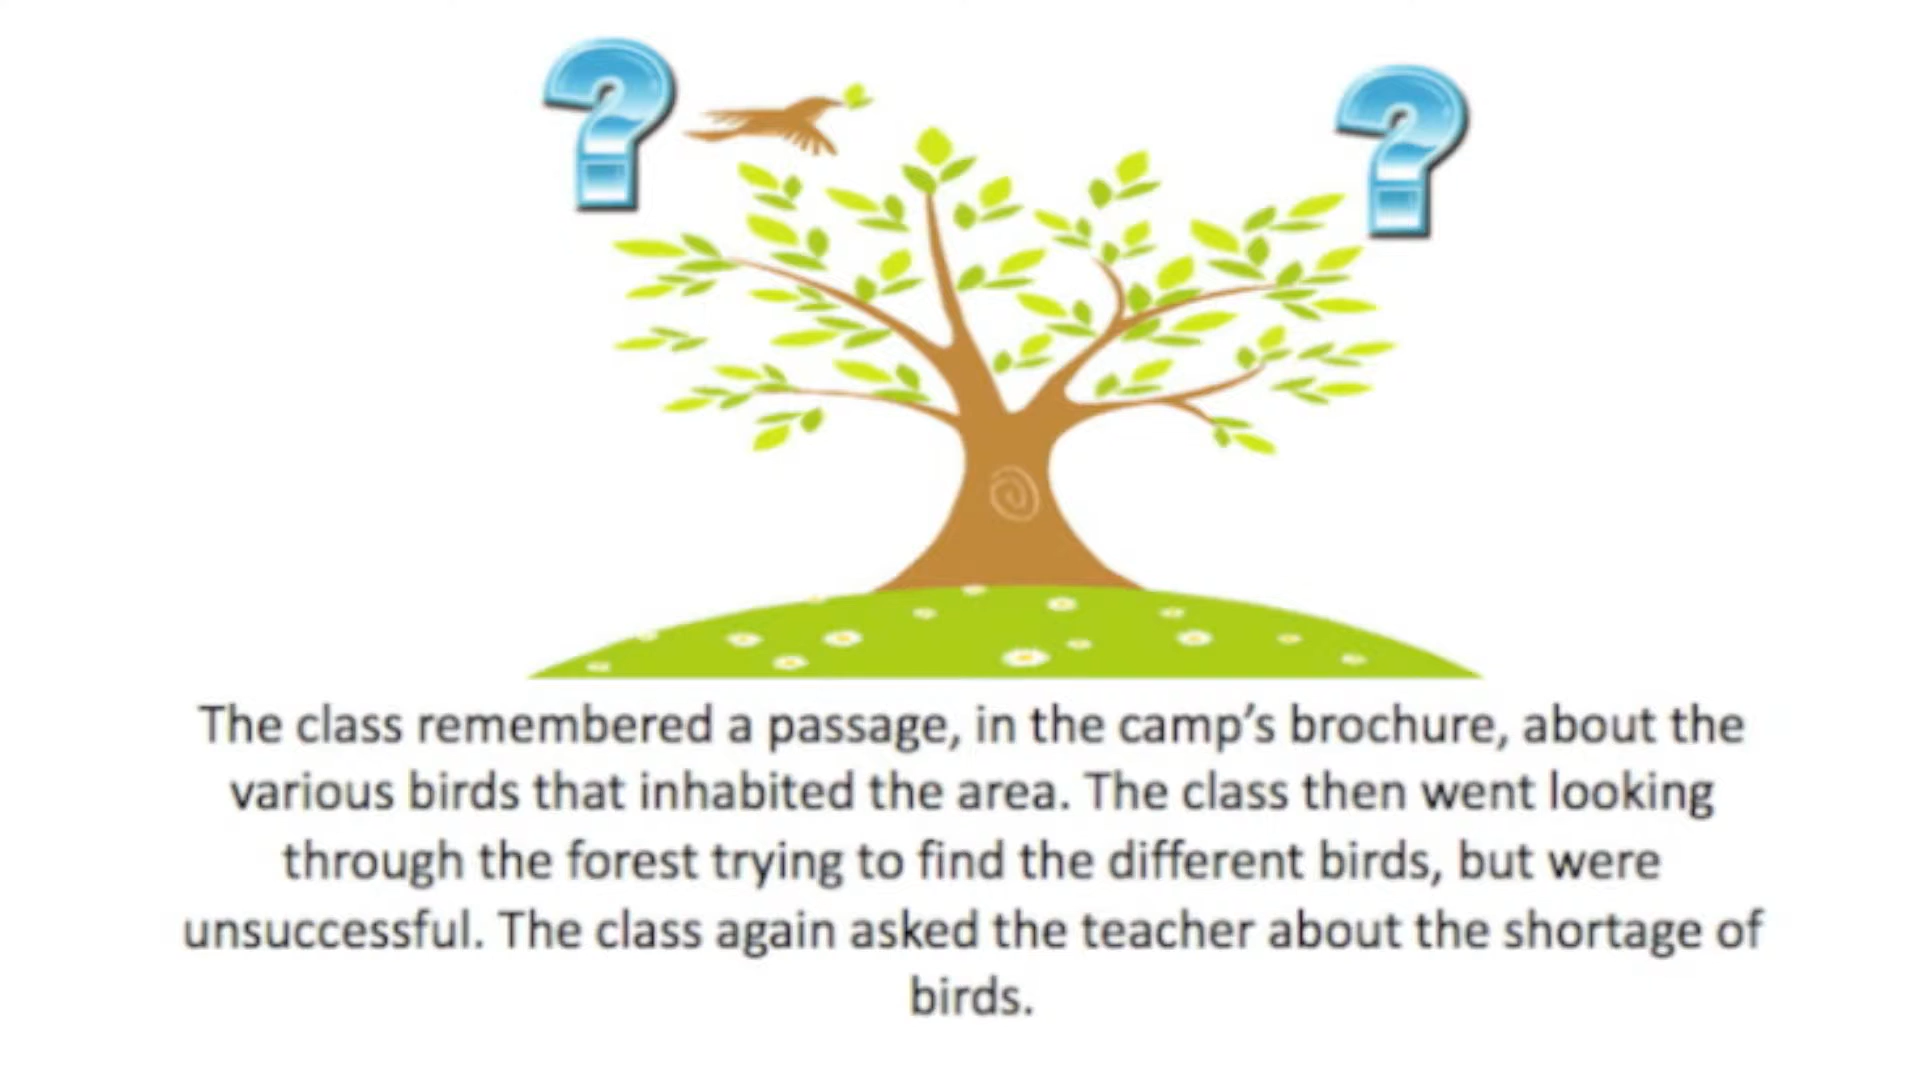 ? ?
The class remembered a passage, in the camp's brochure, about the
various birds that inhabited the area. The class then went looking
through the forest trying to find the different birds, but were
unsuccessful. The class again asked the teacher about the shortage of
birds.